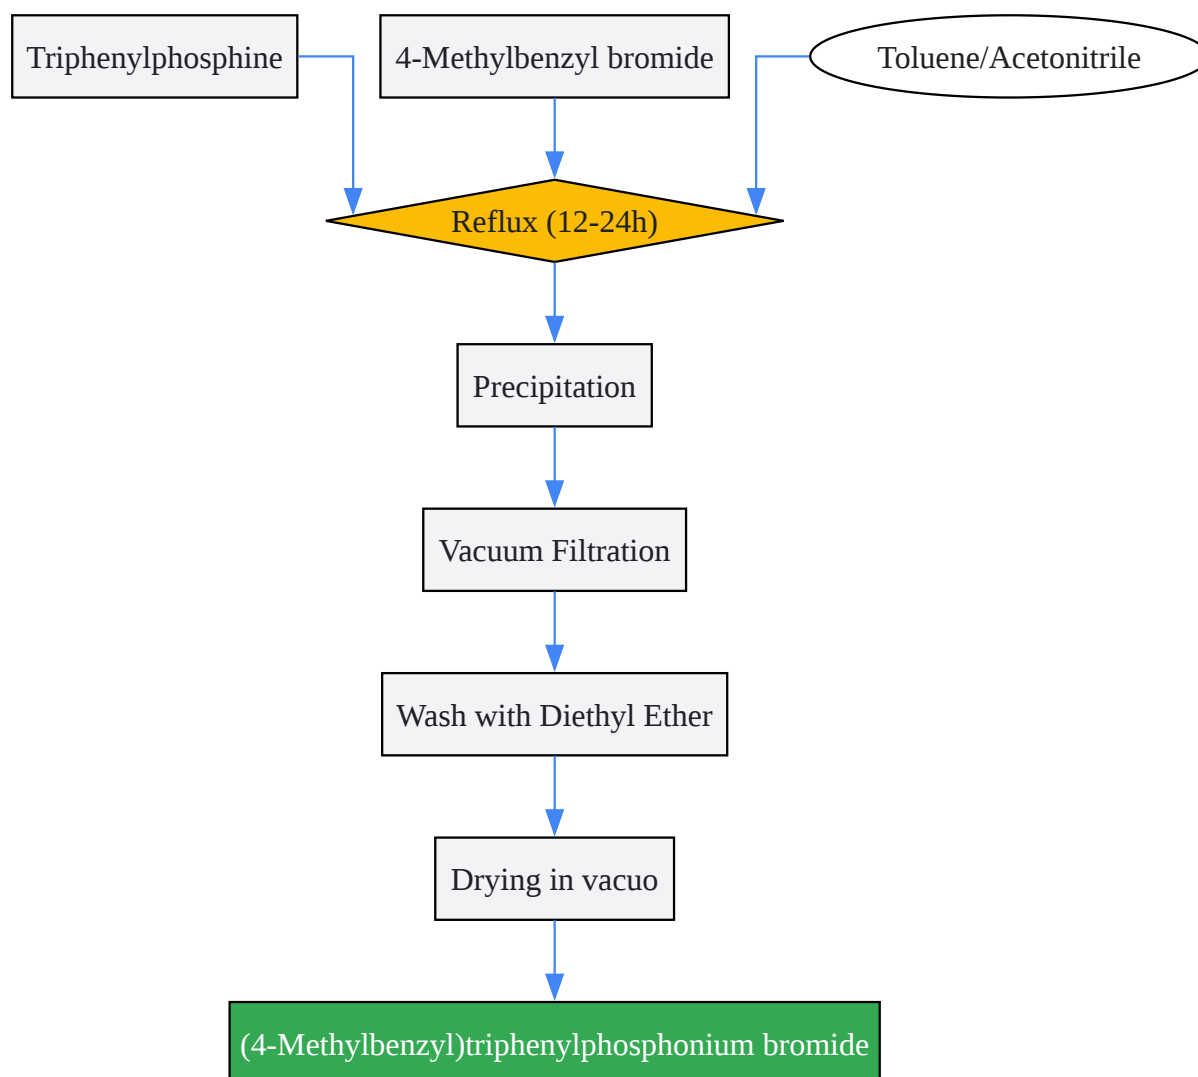 Triphenylphosphine
4-Methylbenzyl bromide
Toluene/Acetonitrile
Reflux (12-24h)
Precipitation
Vacuum Filtration
Wash with Diethyl Ether
Drying in vacuo
(4-Methylbenzyl)triphenylphosphonium bromide